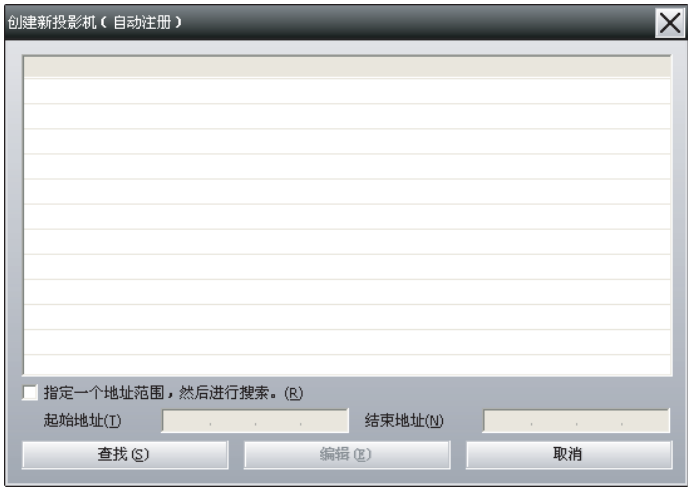 创建新投影机（自动注册）
指定一个地址范围，然后进行搜索。(R)
起始地址(I) . . . 结束地址(N) . . .
查找(S) 编辑(E) 取消